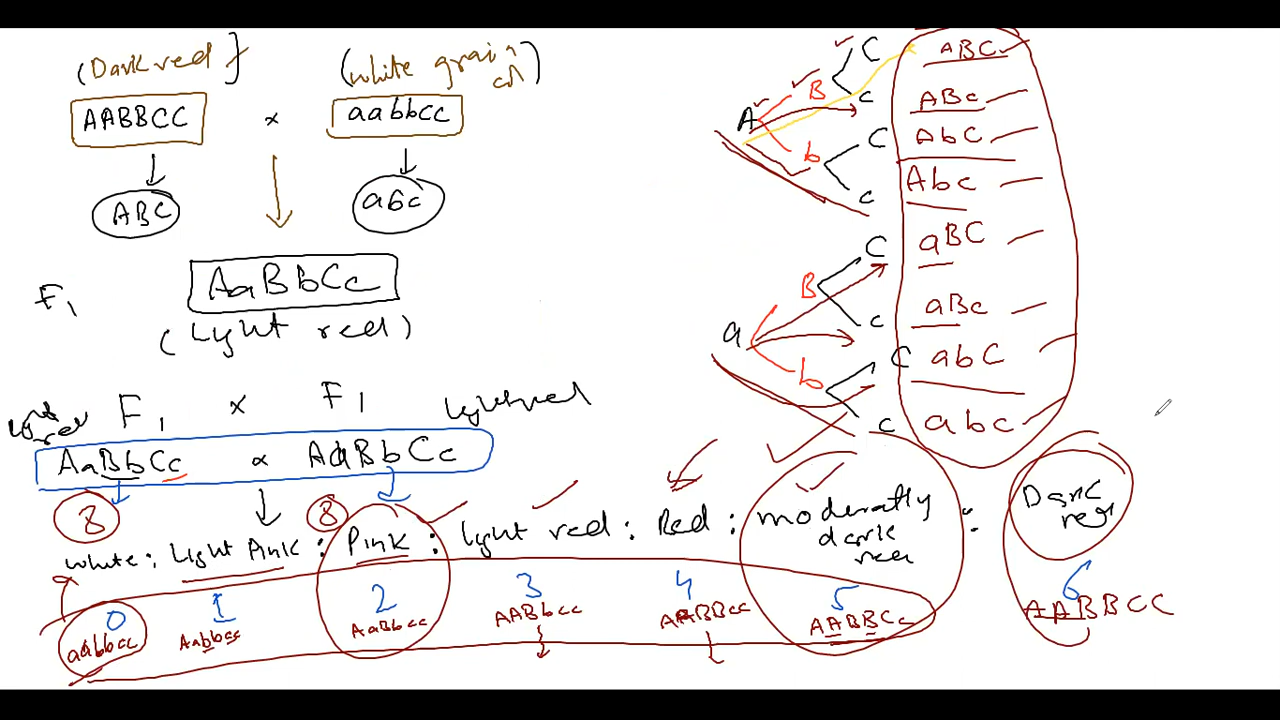 (Dark red}
(white grain
AABBCC × aabbcc
ABC
abc
F1
AaBbCc
(Light red)
F1 × F1
light red
AaBbCc × AaBbCc
8
8
white : Light Pink : Pink : light red : Red : moderatly dark red : Dark red
0 1 2 3 4 5 6
aabbcc Aabbcc AaBbcc AABbcc AABBcc AABBCc AABBCC
A
B
C
c
b
C
c
a
B
C
c
b
C
c
ABC
ABc
AbC
Abc
aBC
aBc
abC
abc